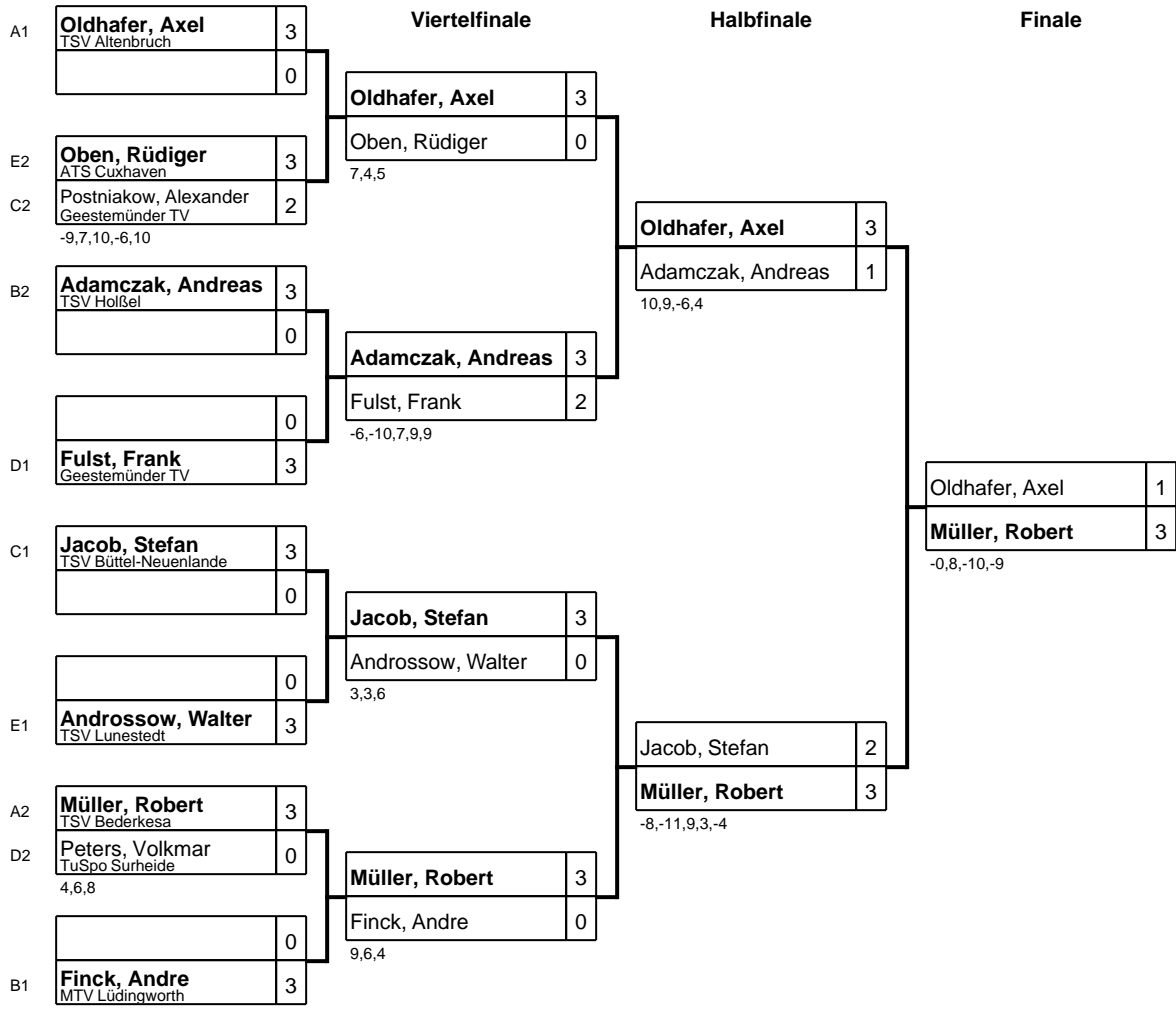 Viertelfinale
Halbfinale
Finale
A1
Oldhafer, Axel
3
TSV Altenbruch
0
E2
Oben, Rüdiger
3
ATS Cuxhaven
C2
Postniakow, Alexander
2
Geestemünder TV
-9,7,10,-6,10
B2
Adamczak, Andreas
3
TSV Holßel
0
0
D1
Fulst, Frank
3
Geestemünder TV
C1
Jacob, Stefan
3
TSV Büttel-Neuenlande
0
0
E1
Androssow, Walter
3
TSV Lunestedt
A2
Müller, Robert
3
TSV Bederkesa
D2
Peters, Volkmar
0
TuSpo Surheide
4,6,8
0
B1
Finck, Andre
3
MTV Lüdingworth
Oldhafer, Axel
3
Oben, Rüdiger
0
7,4,5
Adamczak, Andreas
3
Fulst, Frank
2
-6,-10,7,9,9
Jacob, Stefan
3
Androssow, Walter
0
3,3,6
Müller, Robert
3
Finck, Andre
0
9,6,4
Oldhafer, Axel
3
Adamczak, Andreas
1
10,9,-6,4
Jacob, Stefan
2
Müller, Robert
3
-8,-11,9,3,-4
Oldhafer, Axel
1
Müller, Robert
3
-0,8,-10,-9